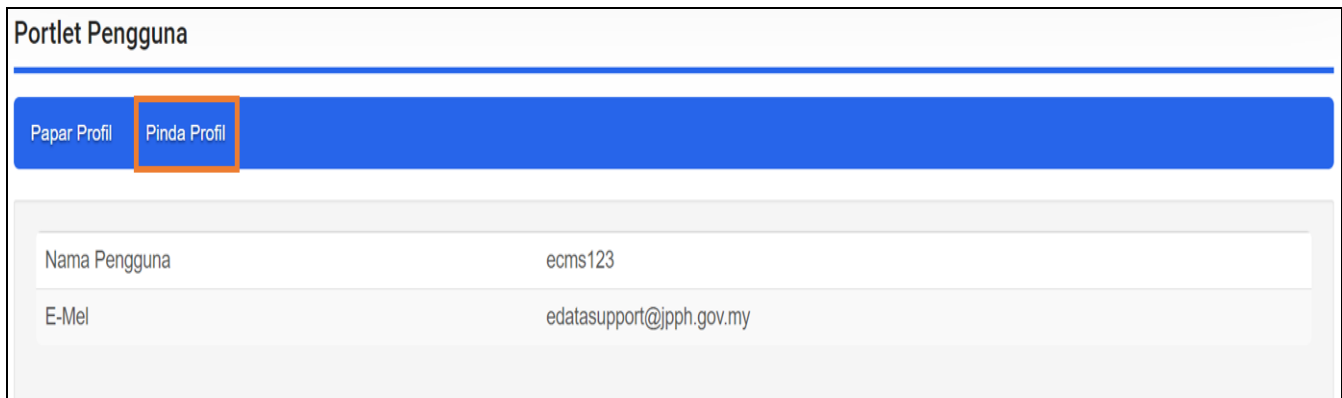 Portlet Pengguna
Papar Profil Pinda Profil
Nama Pengguna ecms123
E-Mel edatasupport@jpph.gov.my